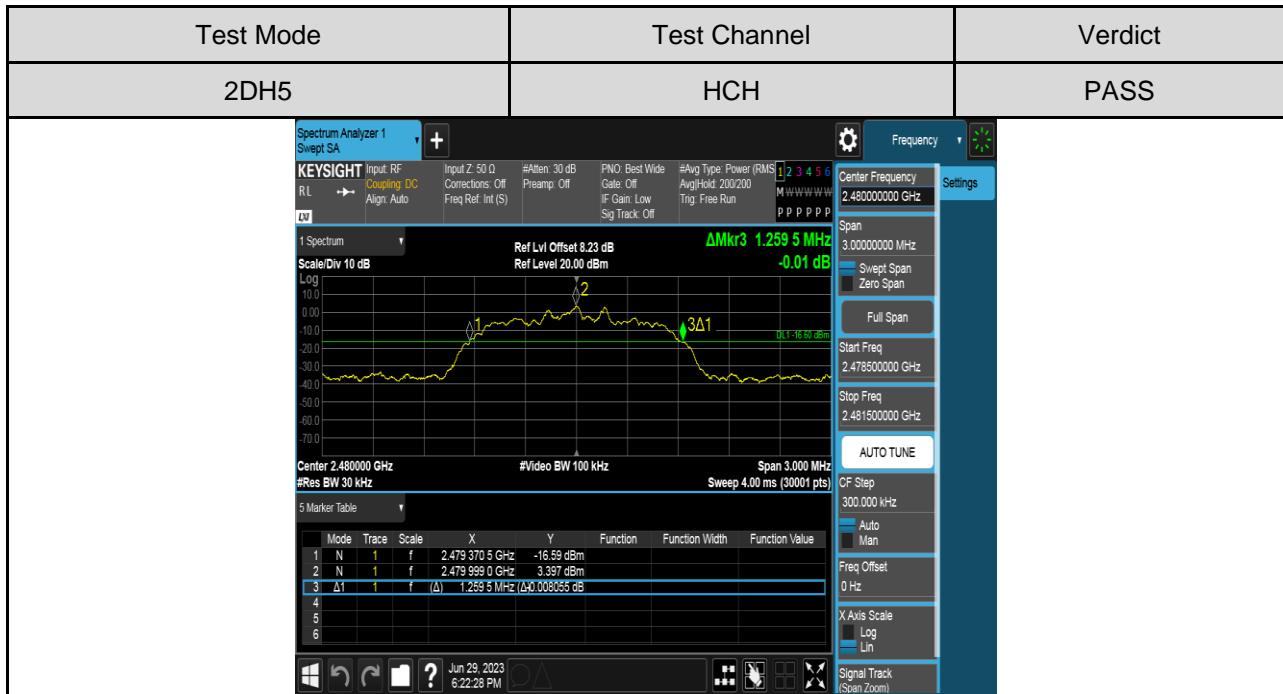 Test Mode Test Channel Verdict
2DH5 HCH PASS
Spectrum Analyzer 1
Swept SA
+
Frequency
KEYSIGHT Input: RF Input Z: 50 Ω #Atten: 30 dB PNO: Best Wide #Avg Type: Power (RMS 1 2 3 4 5 6
RL Coupling: DC Corrections: Off Preamp: Off Gate: Off Avg|Hold: 200/200 M W W W W W
Align: Auto Freq Ref: Int (S) IF Gain: Low Trig: Free Run
LXI Sig Track: Off P P P P P P
1 Spectrum
Ref Lvl Offset 8.23 dB ΔMkr3 1.259 5 MHz
Scale/Div 10 dB Ref Level 20.00 dBm -0.01 dB
Log
10.0
0.00
-10.0
-20.0
-30.0
-40.0
-50.0
-60.0
-70.0
1
2
3Δ1
DL1 -16.60 dBm
Center 2.480000 GHz #Video BW 100 kHz Span 3.000 MHz
#Res BW 30 kHz Sweep 4.00 ms (30001 pts)
5 Marker Table
Mode Trace Scale X Y Function Function Width Function Value
1 N 1 f 2.479 370 5 GHz -16.59 dBm
2 N 1 f 2.479 999 0 GHz 3.397 dBm
3 Δ1 1 f (Δ) 1.259 5 MHz (Δ) -0.008055 dB
4
5
6
?
Jun 29, 2023
6:22:28 PM
Center Frequency
2.480000000 GHz
Settings
Span
3.00000000 MHz
Swept Span
Zero Span
Full Span
Start Freq
2.478500000 GHz
Stop Freq
2.481500000 GHz
AUTO TUNE
CF Step
300.000 kHz
Auto
Man
Freq Offset
0 Hz
X Axis Scale
Log
Lin
Signal Track
(Span Zoom)